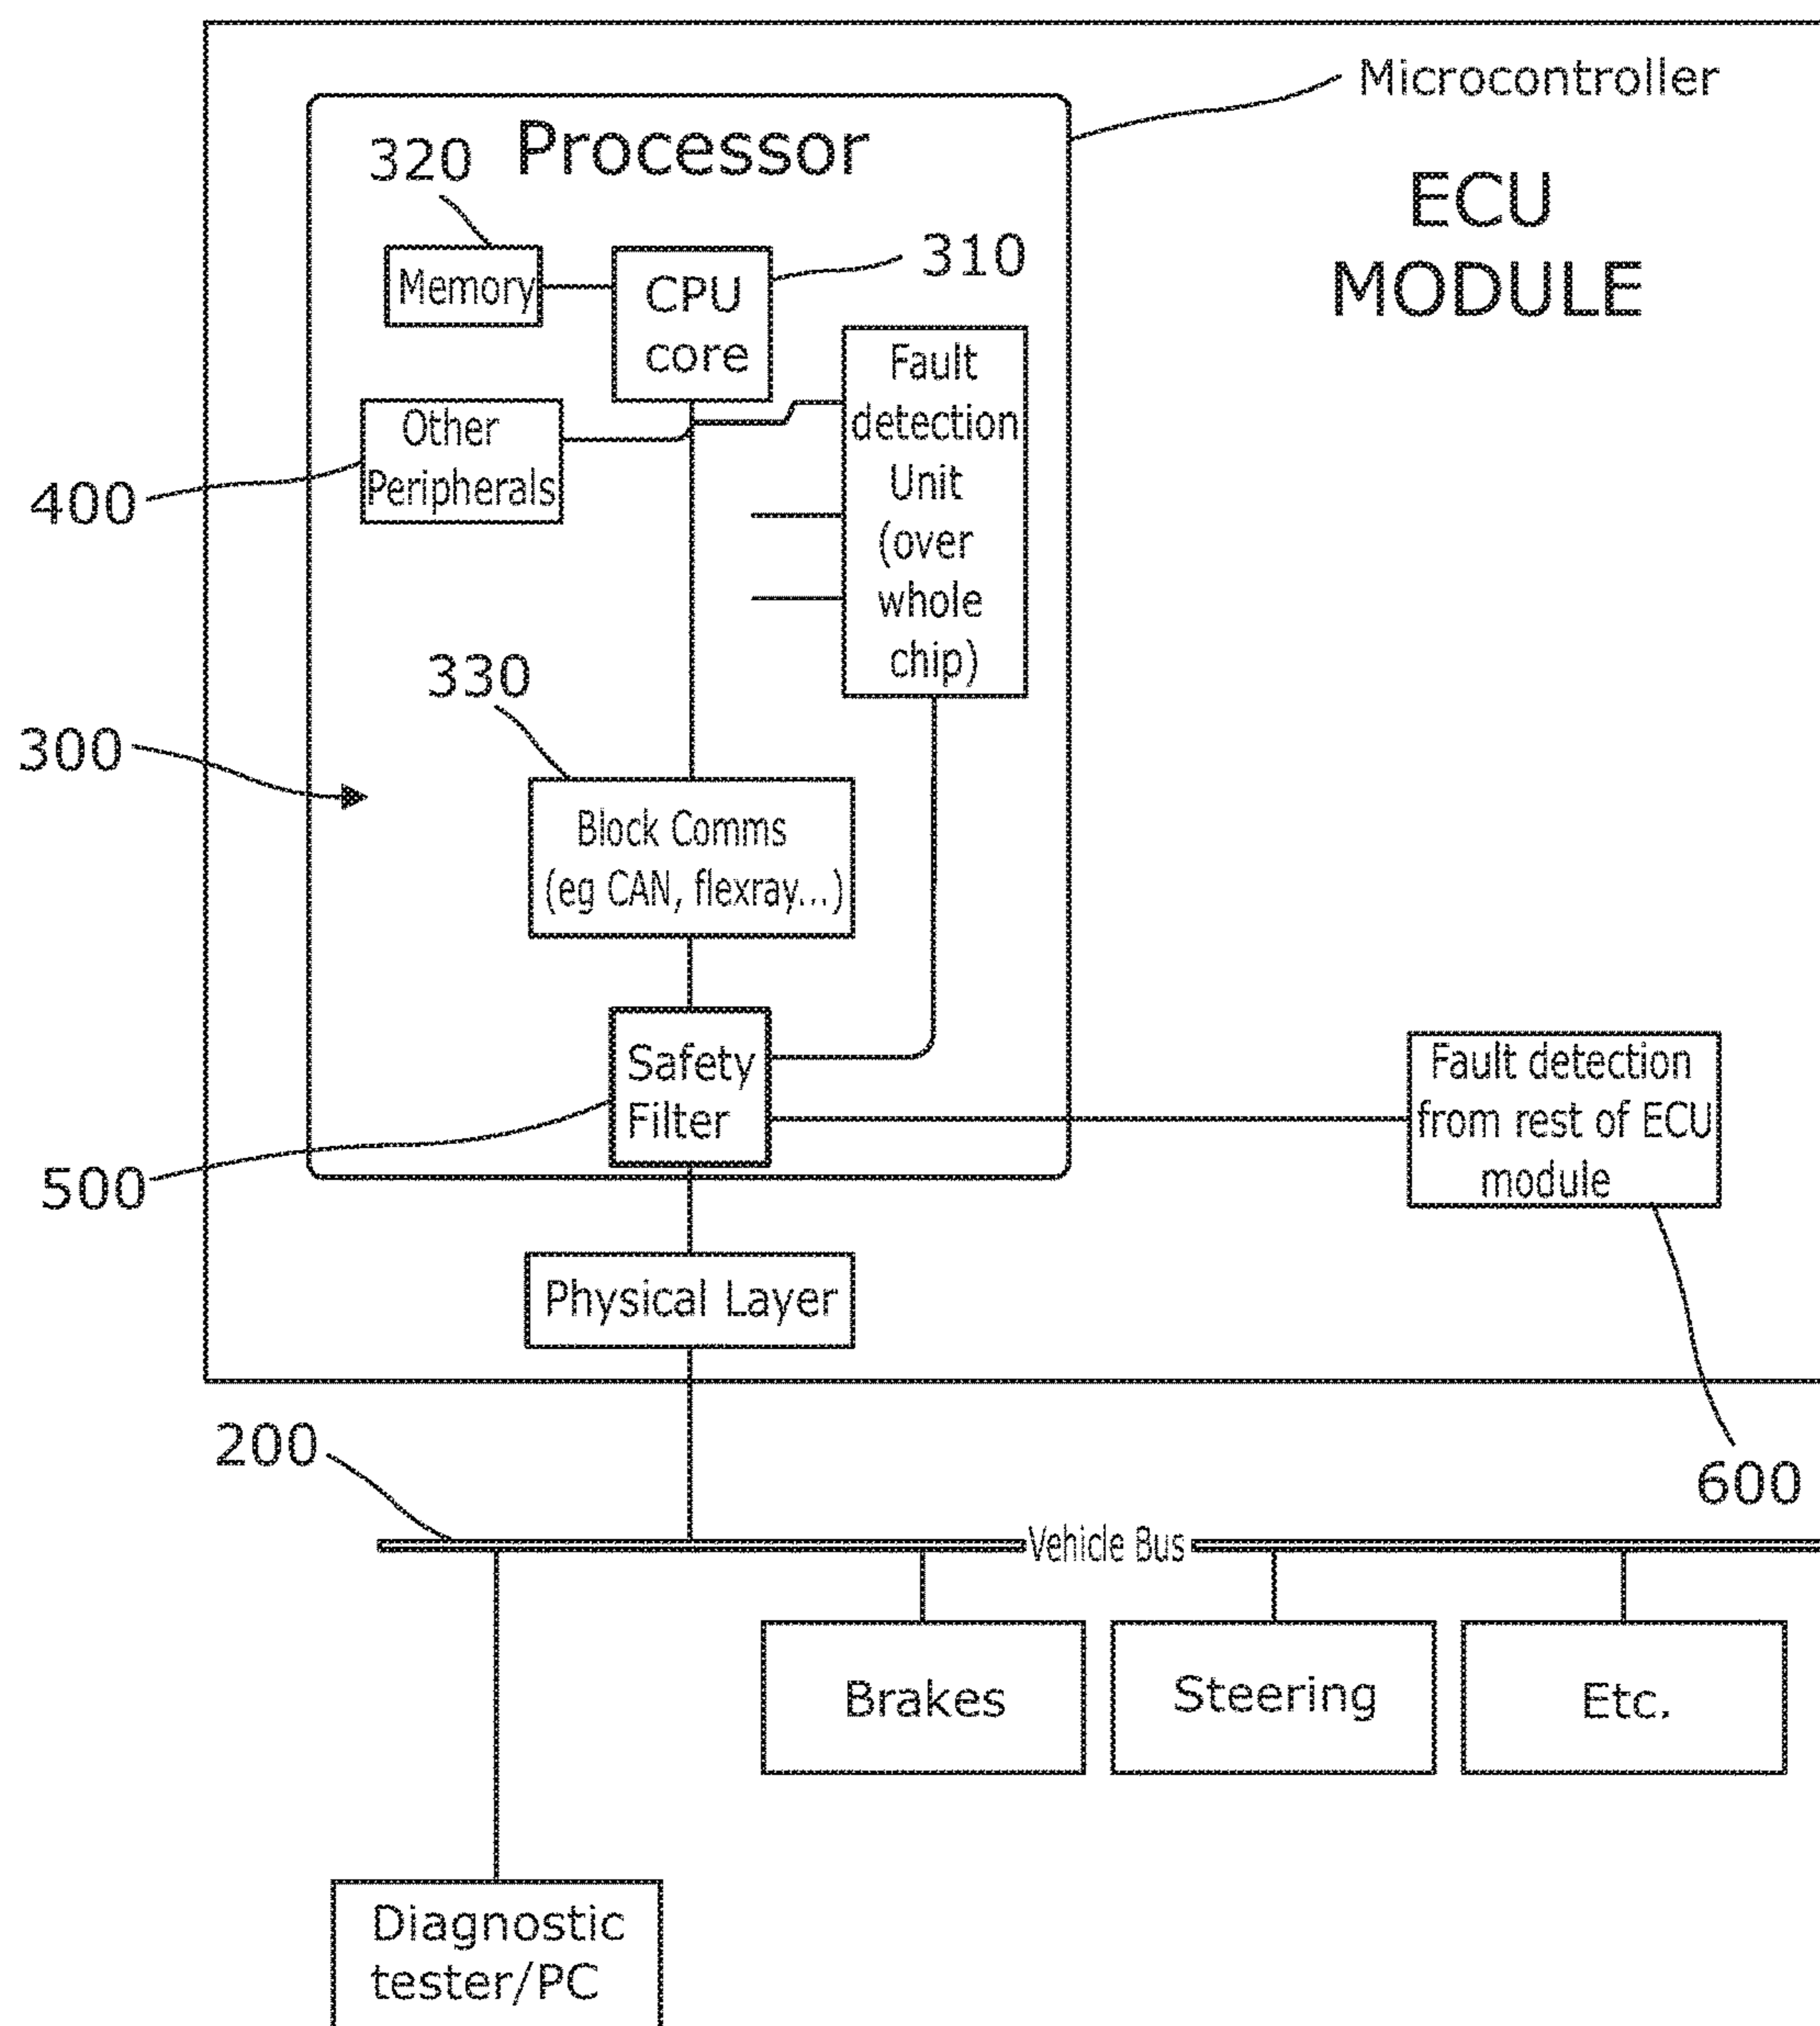 Microcontroller
Processor
320
ECU
MODULE
310
Memory
CPU
core
Fault
detection
Unit
(over
whole
chip)
Other
Peripherals
400
330
300
Block Comms
(eg CAN, flexray...)
Safety
Filter
500
Fault detection
from rest of ECU
module
Physical Layer
200
600
Vehicle Bus
Brakes
Steering
Etc.
Diagnostic
tester/PC